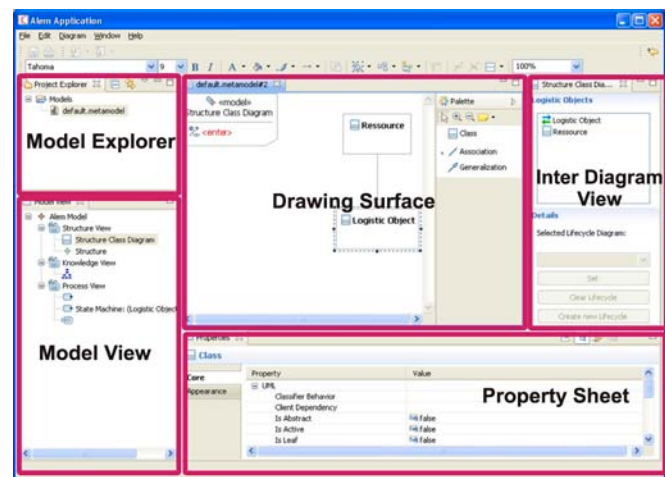 Alem Application
File Edit Diagram Window Help
Tahoma 9 B I A 100%
Project Explorer
Models
default.metamodel
Model Explorer
default.metamodel#2
«model»
Structure Class Diagram
<enter>
Ressource
Logistic Object
Drawing Surface
Palette
Class
Association
Generalization
Structure Class Dia...
Logistic Objects
Logistic Object
Ressource
Inter Diagram
View
Details
Selected Lifecycle Diagram:
Set
Clear Lifecycle
Create new Lifecycle
Model View
Alem Model
Structure View
Structure Class Diagram
Structure
Knowledge View
Process View
State Machine: (Logistic Object
Model View
Properties
Class
Core
Appearance
Property Value
UML
Classifier Behavior
Client Dependency
Is Abstract false
Is Active false
Is Leaf false
Property Sheet